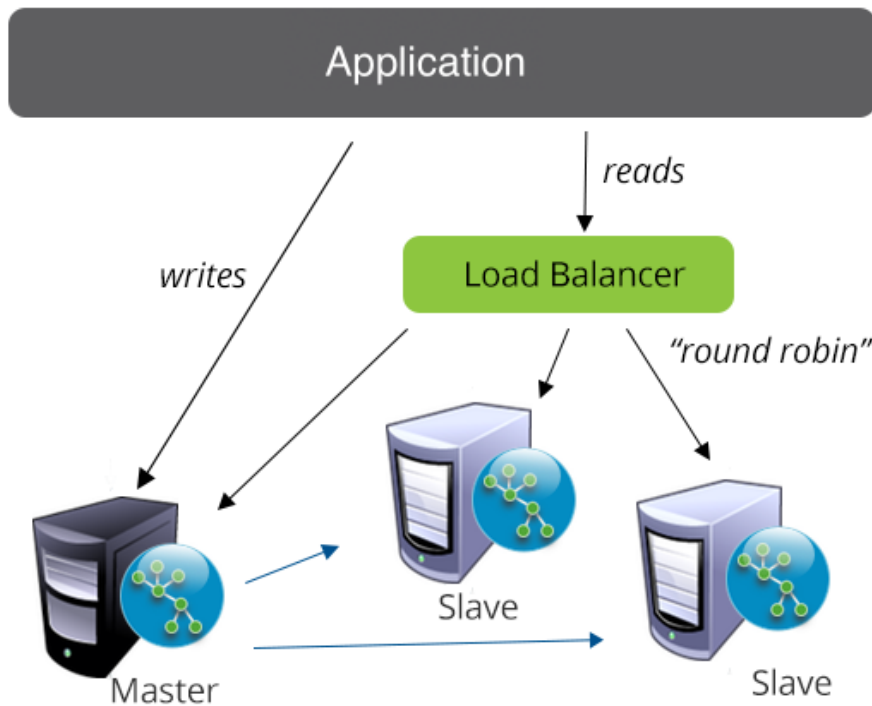 Application
reads
writes
Load Balancer
“round robin”
Slave
Master
Slave